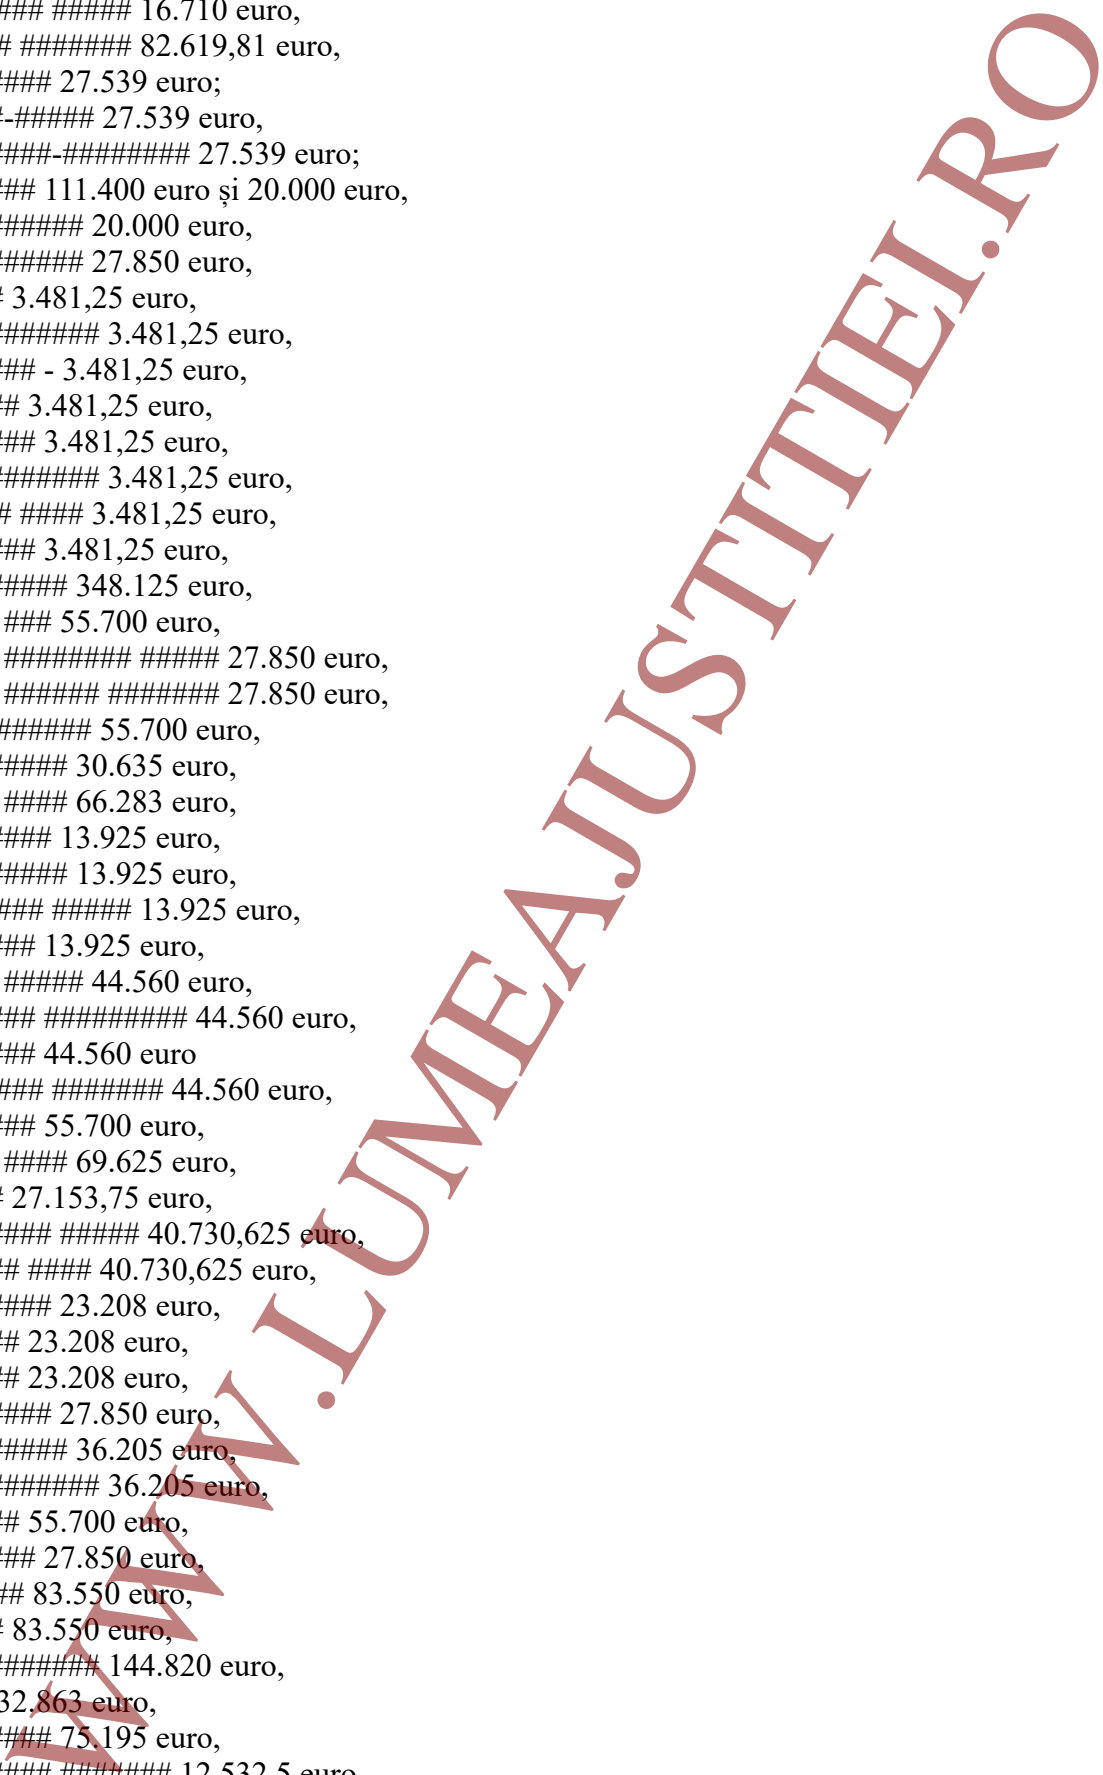 ### ##### 16.710 euro,
# ####### 82.619,81 euro,
#### 27.539 euro;
#-##### 27.539 euro,
####-######## 27.539 euro;
### 111.400 euro și 20.000 euro,
###### 20.000 euro,
###### 27.850 euro,
# 3.481,25 euro,
####### 3.481,25 euro,
### - 3.481,25 euro,
## 3.481,25 euro,
### 3.481,25 euro,
####### 3.481,25 euro,
# #### 3.481,25 euro,
### 3.481,25 euro,
##### 348.125 euro,
### 55.700 euro,
######## ##### 27.850 euro,
###### ####### 27.850 euro,
###### 55.700 euro,
##### 30.635 euro,
#### 66.283 euro,
#### 13.925 euro,
##### 13.925 euro,
### ##### 13.925 euro,
### 13.925 euro,
##### 44.560 euro,
### ######### 44.560 euro,
### 44.560 euro
### ####### 44.560 euro,
### 55.700 euro,
#### 69.625 euro,
# 27.153,75 euro,
#### ##### 40.730,625 euro,
## #### 40.730,625 euro,
#### 23.208 euro,
## 23.208 euro,
## 23.208 euro,
#### 27.850 euro,
##### 36.205 euro,
####### 36.205 euro,
## 55.700 euro,
### 27.850 euro,
## 83.550 euro,
# 83.550 euro,
####### 144.820 euro,
32.863 euro,
#### 75.195 euro,
#### ####### 12.532,5 euro
WWW.LUMEAJUSTITIEI.RO